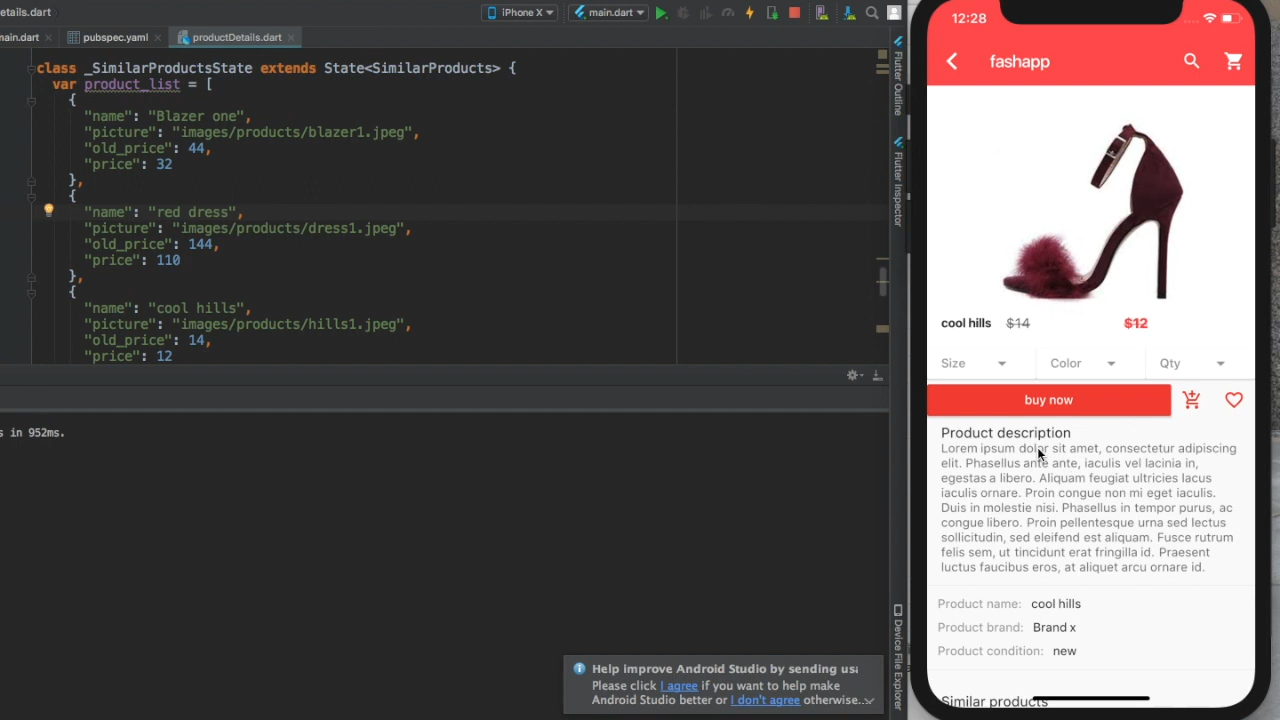 etails.dart
iPhone X
main.dart
main.dart
pubspec.yaml
productDetails.dart
class _SimilarProductsState extends State<SimilarProducts> {
var product_list = [
{
"name": "Blazer one",
"picture": "images/products/blazer1.jpeg",
"old_price": 44,
"price": 32
},
{
"name": "red dress",
"picture": "images/products/dress1.jpeg",
"old_price": 144,
"price": 110
},
{
"name": "cool hills",
"picture": "images/products/hills1.jpeg",
"old_price": 14,
"price": 12
s in 952ms.
Help improve Android Studio by sending usa
Please click I agree if you want to help make
Android Studio better or I don't agree otherwise...
Flutter Outline
Flutter Inspector
Device File Explorer
12:28
fashapp
cool hills $14 $12
Size Color Qty
buy now
Product description
Lorem ipsum dolor sit amet, consectetur adipiscing
elit. Phasellus ante ante, iaculis vel lacinia in,
egestas a libero. Aliquam feugiat ultricies lacus
iaculis ornare. Proin congue non mi eget iaculis.
Duis in molestie nisi. Phasellus in tempor purus, ac
congue libero. Proin pellentesque urna sed lectus
sollicitudin, sed eleifend est aliquam. Fusce rutrum
felis sem, ut tincidunt erat fringilla id. Praesent
luctus faucibus eros, at aliquet arcu ornare id.
Product name: cool hills
Product brand: Brand x
Product condition: new
Similar products